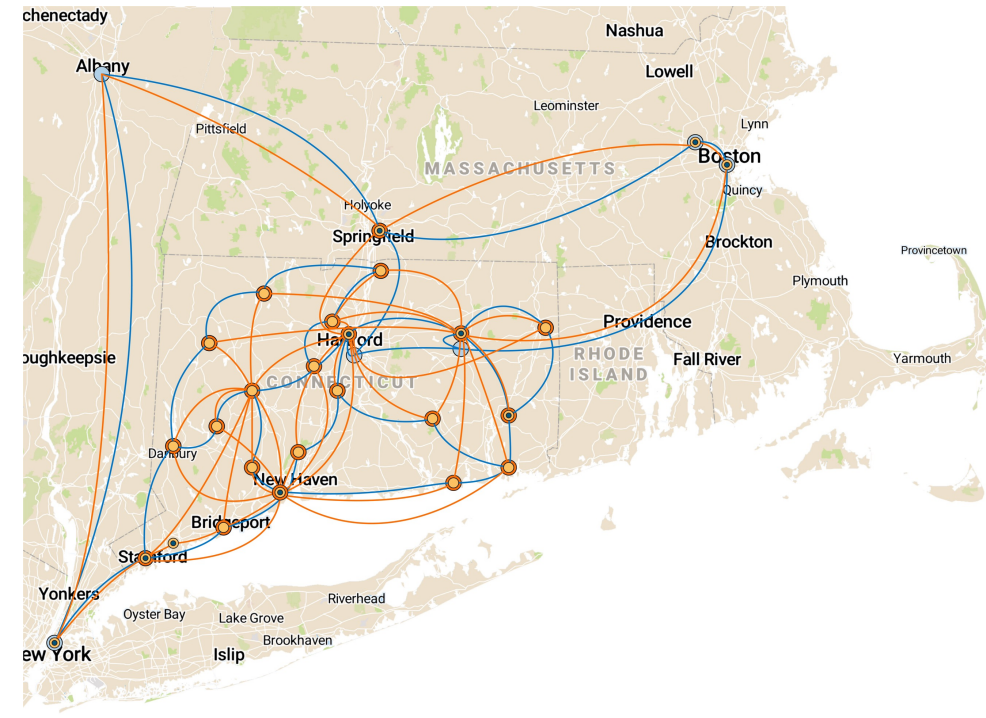 chenectady
Nashua
Albany
Lowell
Leominster
Lynn
Pittsfield
Boston
MASSACHUSETTS
Quincy
Holyoke
Springfield
Brockton
Provincetown
Plymouth
Providence
Hartford
oughkeepsie
RHODE
ISLAND
Fall River
Yarmouth
CONNECTICUT
Danbury
New Haven
Bridgeport
Stamford
Yonkers
Riverhead
Oyster Bay
Lake Grove
Brookhaven
ew York
Islip